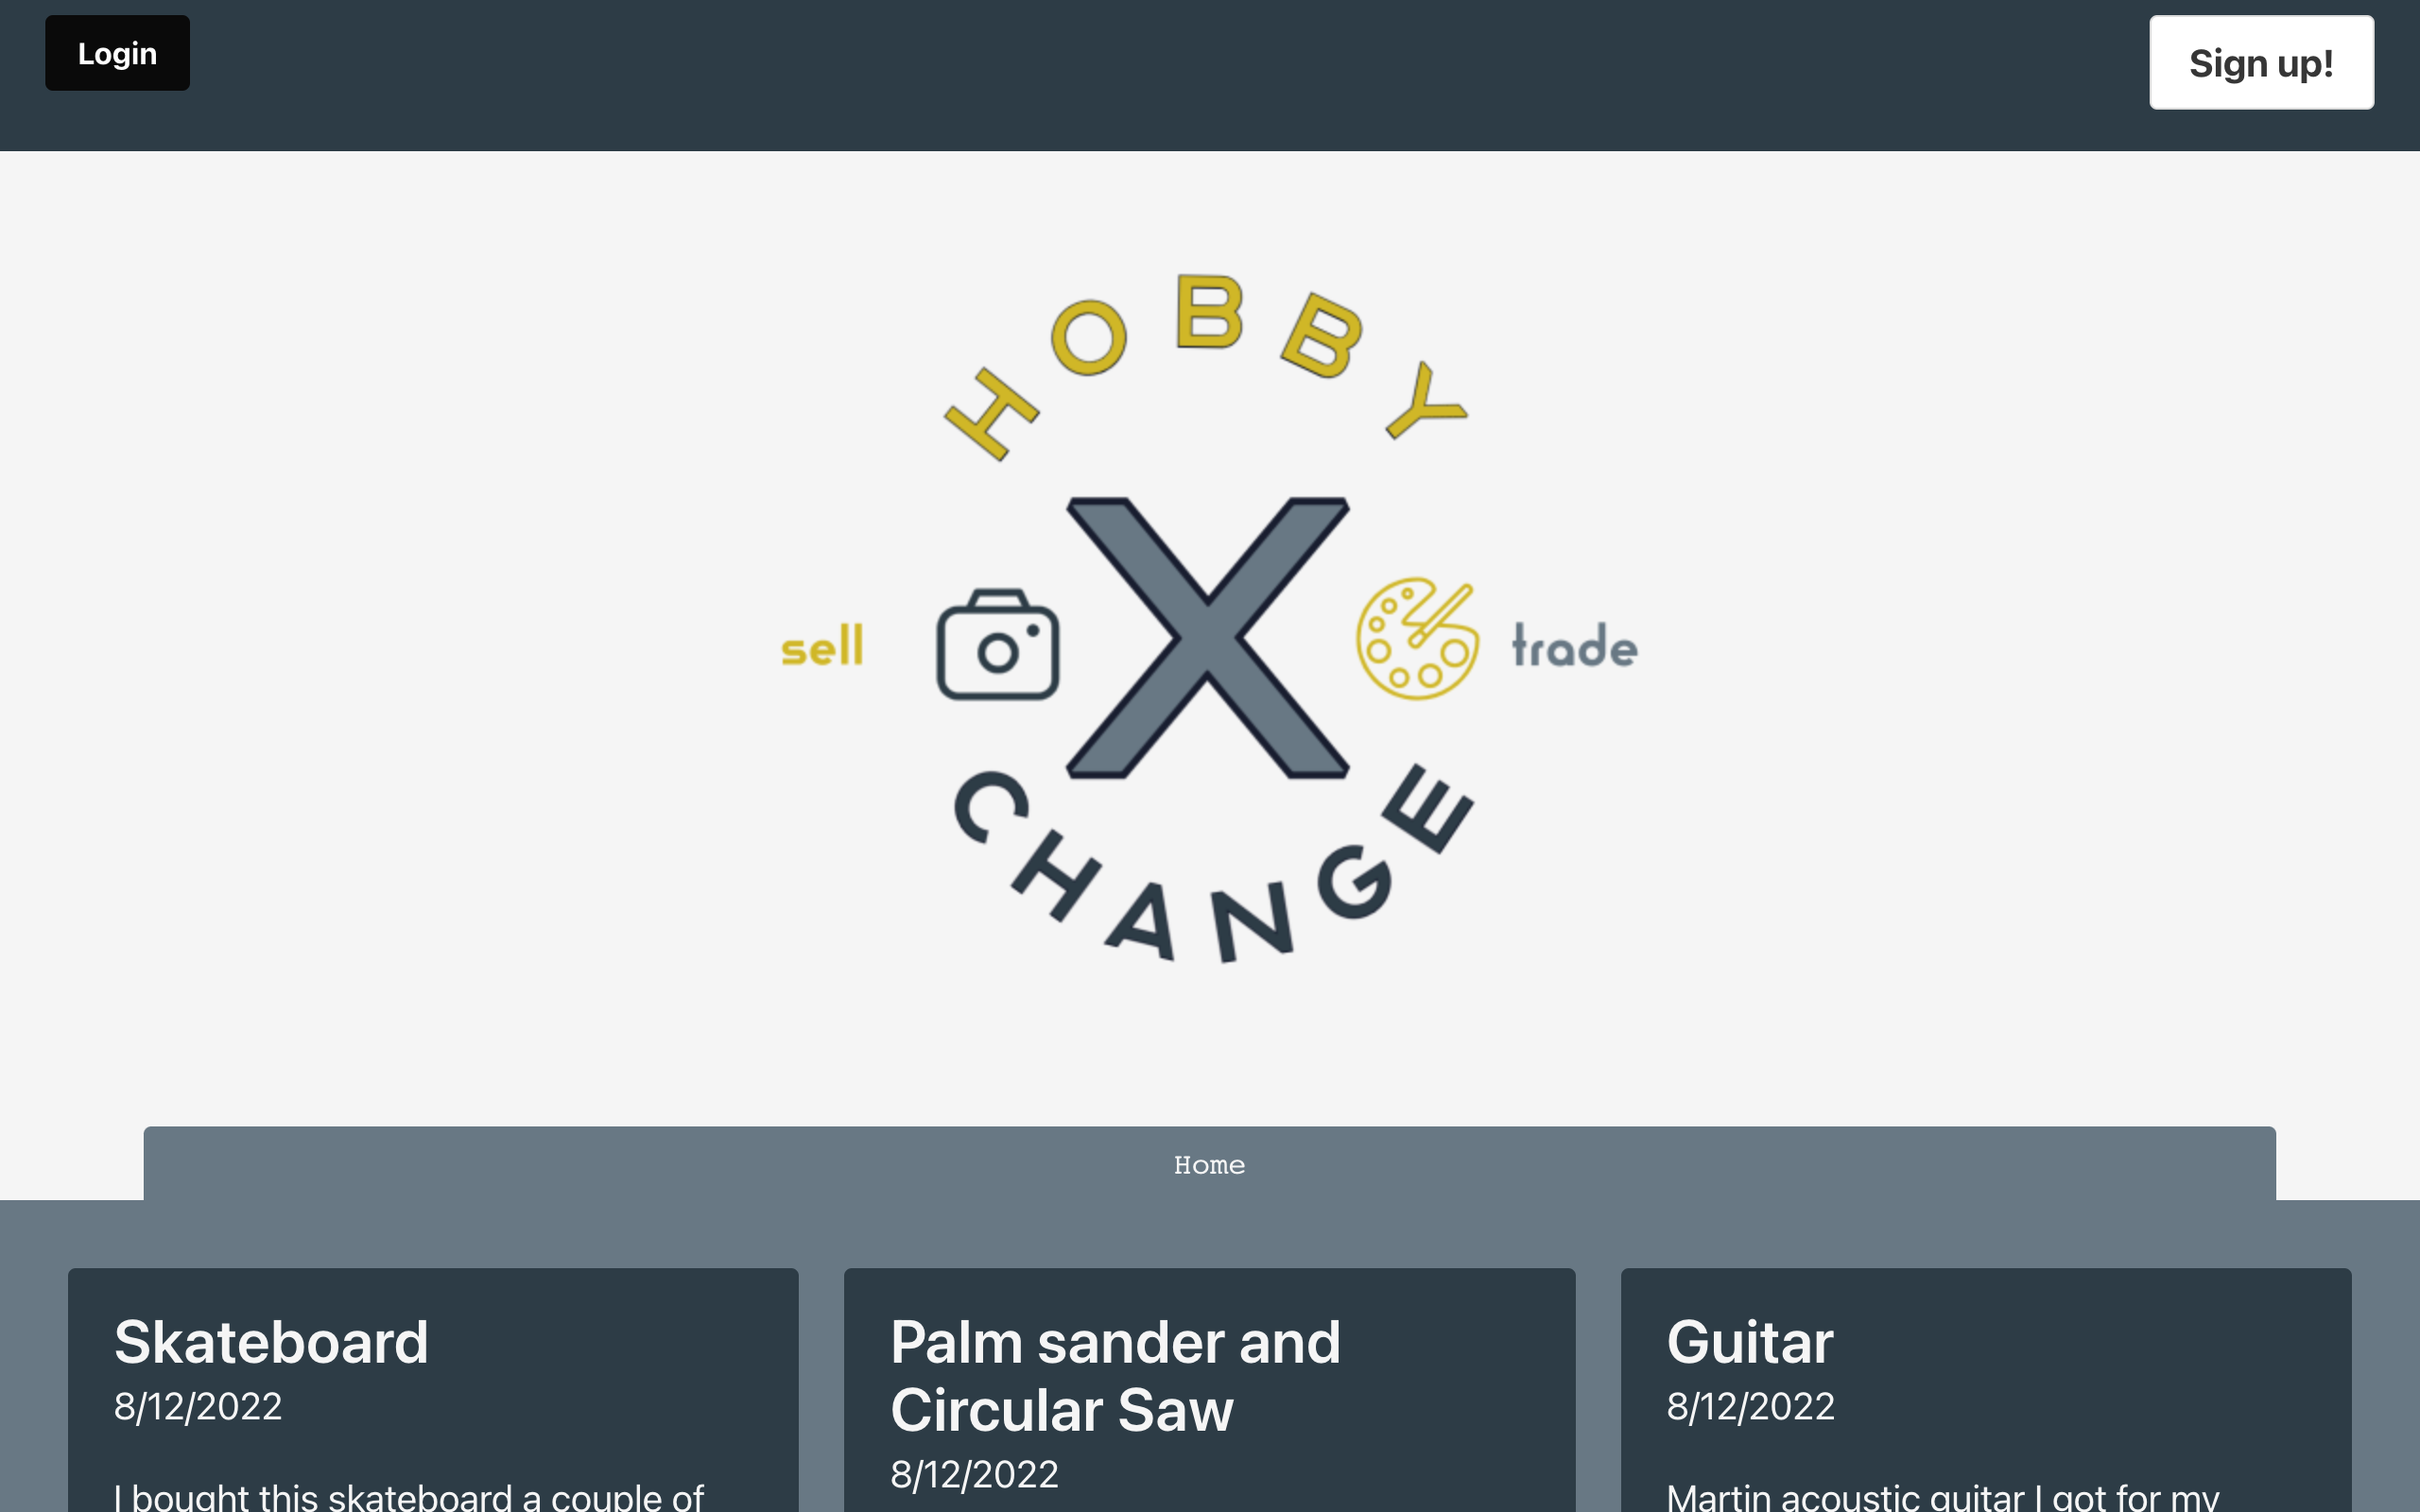 Login
Sign up!
HOBBY
X
sell
trade
CHANGE
Home
Skateboard
8/12/2022
I bought this skateboard a couple of
Palm sander and
Circular Saw
8/12/2022
Guitar
8/12/2022
Martin acoustic guitar I got for my